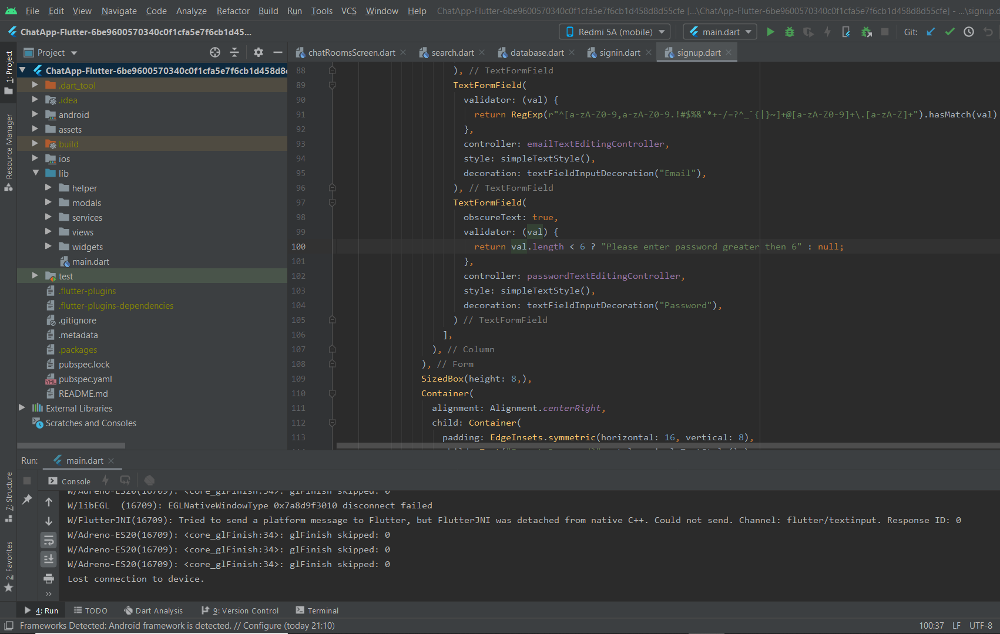 File Edit View Navigate Code Analyze Refactor Build Run Tools VCS Window Help ChatApp-Flutter-6be9600570340c0f1cfa5e7f6cb1d458d8d55cfe [...\ChatApp-Flutter-6be9600570340c0f1cfa5e7f6cb1d458d8d55cfe] - ...\signup.d
ChatApp-Flutter-6be9600570340c0f1cfa5e7f6cb1d45... Redmi 5A (mobile) main.dart Git:
Project chatRoomsScreen.dart search.dart database.dart signin.dart signup.dart
1: Project
Resource Manager
7: Structure
2: Favorites
ChatApp-Flutter-6be9600570340c0f1cfa5e7f6cb1d458d8
.dart_tool
.idea
android
assets
build
ios
lib
helper
modals
services
views
widgets
main.dart
test
.flutter-plugins
.flutter-plugins-dependencies
.gitignore
.metadata
.packages
pubspec.lock
pubspec.yaml
README.md
External Libraries
Scratches and Consoles
88 ), // TextFormField
89 TextFormField(
90 validator: (val) {
91 return RegExp(r"^[a-zA-Z0-9,a-zA-Z0-9.!#$%&'*+-/=?^_`{|}~]+@[a-zA-Z0-9]+\.[a-zA-Z]+").hasMatch(val)
92 },
93 controller: emailTextEditingController,
94 style: simpleTextStyle(),
95 decoration: textFieldInputDecoration("Email"),
96 ), // TextFormField
97 TextFormField(
98 obscureText: true,
99 validator: (val) {
100 return val.length < 6 ? "Please enter password greater then 6" : null;
101 },
102 controller: passwordTextEditingController,
103 style: simpleTextStyle(),
104 decoration: textFieldInputDecoration("Password"),
105 ) // TextFormField
106 ],
107 ), // Column
108 ), // Form
109 SizedBox(height: 8,),
110 Container(
111 alignment: Alignment.centerRight,
112 child: Container(
113 padding: EdgeInsets.symmetric(horizontal: 16, vertical: 8),
Run: main.dart
Console
W/Adreno-ES20(16709): <core_glFinish:34>: glFinish skipped: 0
W/libEGL (16709): EGLNativeWindowType 0x7a8d9f3010 disconnect failed
W/FlutterJNI(16709): Tried to send a platform message to Flutter, but FlutterJNI was detached from native C++. Could not send. Channel: flutter/textinput. Response ID: 0
W/Adreno-ES20(16709): <core_glFinish:34>: glFinish skipped: 0
W/Adreno-ES20(16709): <core_glFinish:34>: glFinish skipped: 0
W/Adreno-ES20(16709): <core_glFinish:34>: glFinish skipped: 0
Lost connection to device.
4: Run TODO Dart Analysis 9: Version Control Terminal
Frameworks Detected: Android framework is detected. // Configure (today 21:10) 100:37 LF UTF-8